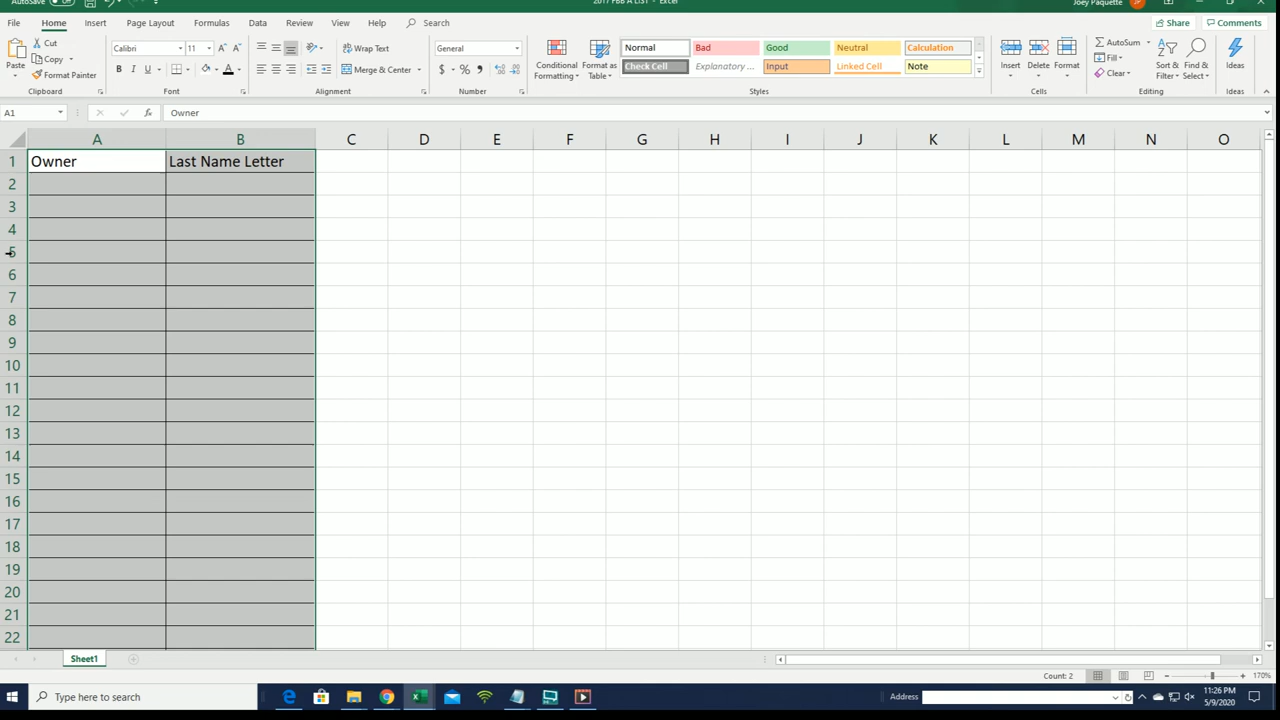 AutoSave Off 2017 FBB A LIST - Excel Joey Paquette JP
File Home Insert Page Layout Formulas Data Review View Help Search Share Comments
Paste Cut Copy Format Painter Clipboard
Calibri 11 A A B I U A Font
Wrap Text Merge & Center Alignment
General $ % , Number
Conditional Formatting Format as Table
Normal Bad Good Neutral Calculation
Check Cell Explanatory ... Input Linked Cell Note
Styles
Insert Delete Format Cells
AutoSum Fill Clear Sort & Filter Find & Select Editing
Ideas Ideas
A1 fx Owner
A B C D E F G H I J K L M N O
1 Owner Last Name Letter
2
3
4
5
6
7
8
9
10
11
12
13
14
15
16
17
18
19
20
21
22
Sheet1
Count: 2 170%
Type here to search Address 11:26 PM
5/9/2020